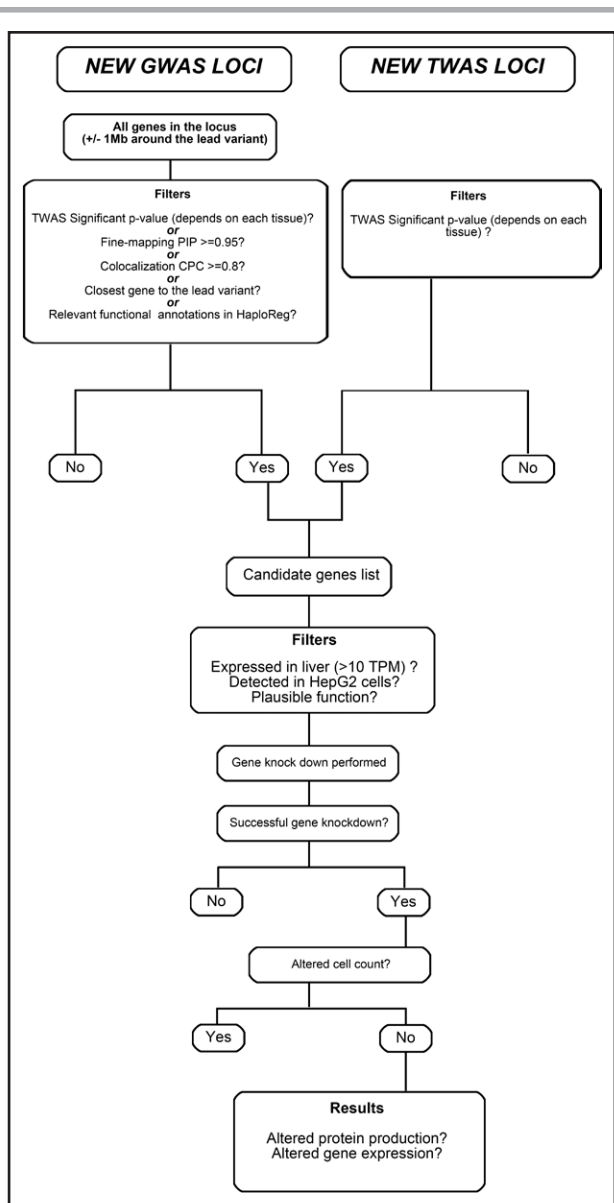 NEW GWAS LOCI
NEW TWAS LOCI
All genes in the locus
(+/- 1Mb around the lead variant)
Filters
TWAS Significant p-value (depends on each tissue)?
or
Fine-mapping PIP >=0.95?
or
Colocalization CPC >=0.8?
or
Closest gene to the lead variant?
or
Relevant functional annotations in HaploReg?
Filters
TWAS Significant p-value (depends on each
tissue) ?
No
Yes
Yes
No
Candidate genes list
Filters
Expressed in liver (>10 TPM) ?
Detected in HepG2 cells?
Plausible function?
Gene knock down performed
Successful gene knockdown?
No
Yes
Altered cell count?
Yes
No
Results
Altered protein production?
Altered gene expression?